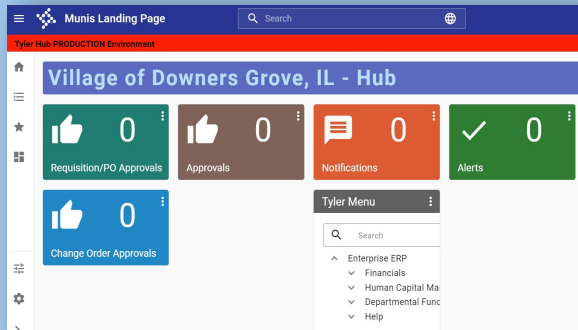 Munis Landing Page
Search
Tyler Hub PRODUCTION Environment
Village of Downers Grove, IL - Hub
0
Requisition/PO Approvals
0
Approvals
0
Notifications
0
Alerts
0
Change Order Approvals
Tyler Menu
Search
Enterprise ERP
Financials
Human Capital Ma
Departmental Func
Help